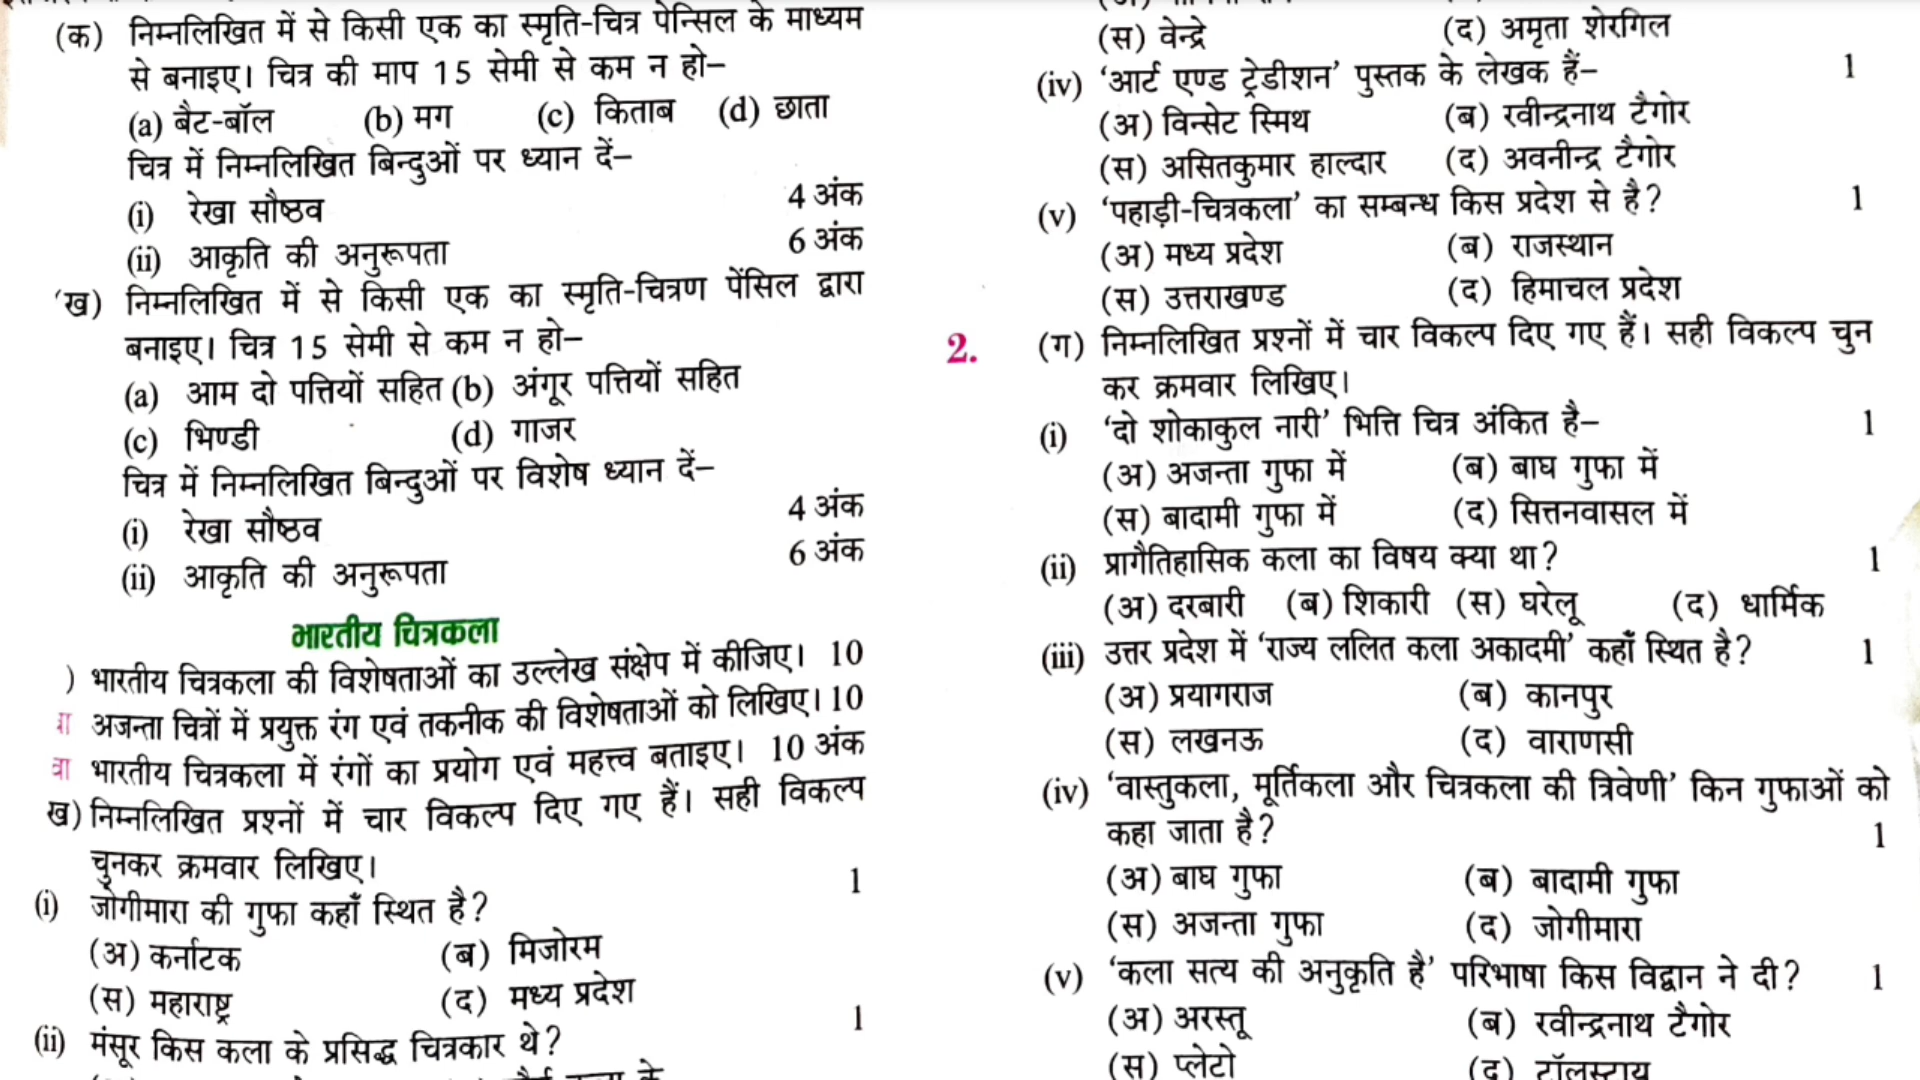 (क) निम्नलिखित में से किसी एक का स्मृति-चित्र पेन्सिल के माध्यम
से बनाइए। चित्र की माप 15 सेमी से कम न हो–
(a) बैट-बॉल (b) मग (c) किताब (d) छाता
चित्र में निम्नलिखित बिन्दुओं पर ध्यान दें–
(i) रेखा सौष्ठव 4 अंक
(ii) आकृति की अनुरूपता 6 अंक
ख) निम्नलिखित में से किसी एक का स्मृति-चित्रण पेंसिल द्वारा
बनाइए। चित्र 15 सेमी से कम न हो–
(a) आम दो पत्तियों सहित (b) अंगूर पत्तियों सहित
(c) भिण्डी (d) गाजर
चित्र में निम्नलिखित बिन्दुओं पर विशेष ध्यान दें–
(i) रेखा सौष्ठव 4 अंक
(ii) आकृति की अनुरूपता 6 अंक
भारतीय चित्रकला
) भारतीय चित्रकला की विशेषताओं का उल्लेख संक्षेप में कीजिए। 10
अजन्ता चित्रों में प्रयुक्त रंग एवं तकनीक की विशेषताओं को लिखिए। 10
वा भारतीय चित्रकला में रंगों का प्रयोग एवं महत्त्व बताइए। 10 अंक
ख) निम्नलिखित प्रश्नों में चार विकल्प दिए गए हैं। सही विकल्प
चुनकर क्रमवार लिखिए।
(i) जोगीमारा की गुफा कहाँ स्थित है? 1
(अ) कर्नाटक (ब) मिजोरम
(स) महाराष्ट्र (द) मध्य प्रदेश
(ii) मंसूर किस कला के प्रसिद्ध चित्रकार थे? 1
(स) वेन्द्रे (द) अमृता शेरगिल
(iv) ‘आर्ट एण्ड ट्रेडीशन’ पुस्तक के लेखक हैं– 1
(अ) विन्सेट स्मिथ (ब) रवीन्द्रनाथ टैगोर
(स) असितकुमार हाल्दार (द) अवनीन्द्र टैगोर
(v) ‘पहाड़ी-चित्रकला’ का सम्बन्ध किस प्रदेश से है? 1
(अ) मध्य प्रदेश (ब) राजस्थान
(स) उत्तराखण्ड (द) हिमाचल प्रदेश
2. (ग) निम्नलिखित प्रश्नों में चार विकल्प दिए गए हैं। सही विकल्प चुन
कर क्रमवार लिखिए।
(i) ‘दो शोकाकुल नारी’ भित्ति चित्र अंकित है– 1
(अ) अजन्ता गुफा में (ब) बाघ गुफा में
(स) बादामी गुफा में (द) सित्तनवासल में
(ii) प्रागैतिहासिक कला का विषय क्या था? 1
(अ) दरबारी (ब) शिकारी (स) घरेलू (द) धार्मिक
(iii) उत्तर प्रदेश में ‘राज्य ललित कला अकादमी’ कहाँ स्थित है? 1
(अ) प्रयागराज (ब) कानपुर
(स) लखनऊ (द) वाराणसी
(iv) ‘वास्तुकला, मूर्तिकला और चित्रकला की त्रिवेणी’ किन गुफाओं को
कहा जाता है? 1
(अ) बाघ गुफा (ब) बादामी गुफा
(स) अजन्ता गुफा (द) जोगीमारा
(v) ‘कला सत्य की अनुकृति है’ परिभाषा किस विद्वान ने दी? 1
(अ) अरस्तू (ब) रवीन्द्रनाथ टैगोर
(स) प्लेटो (द) टॉलस्टाय